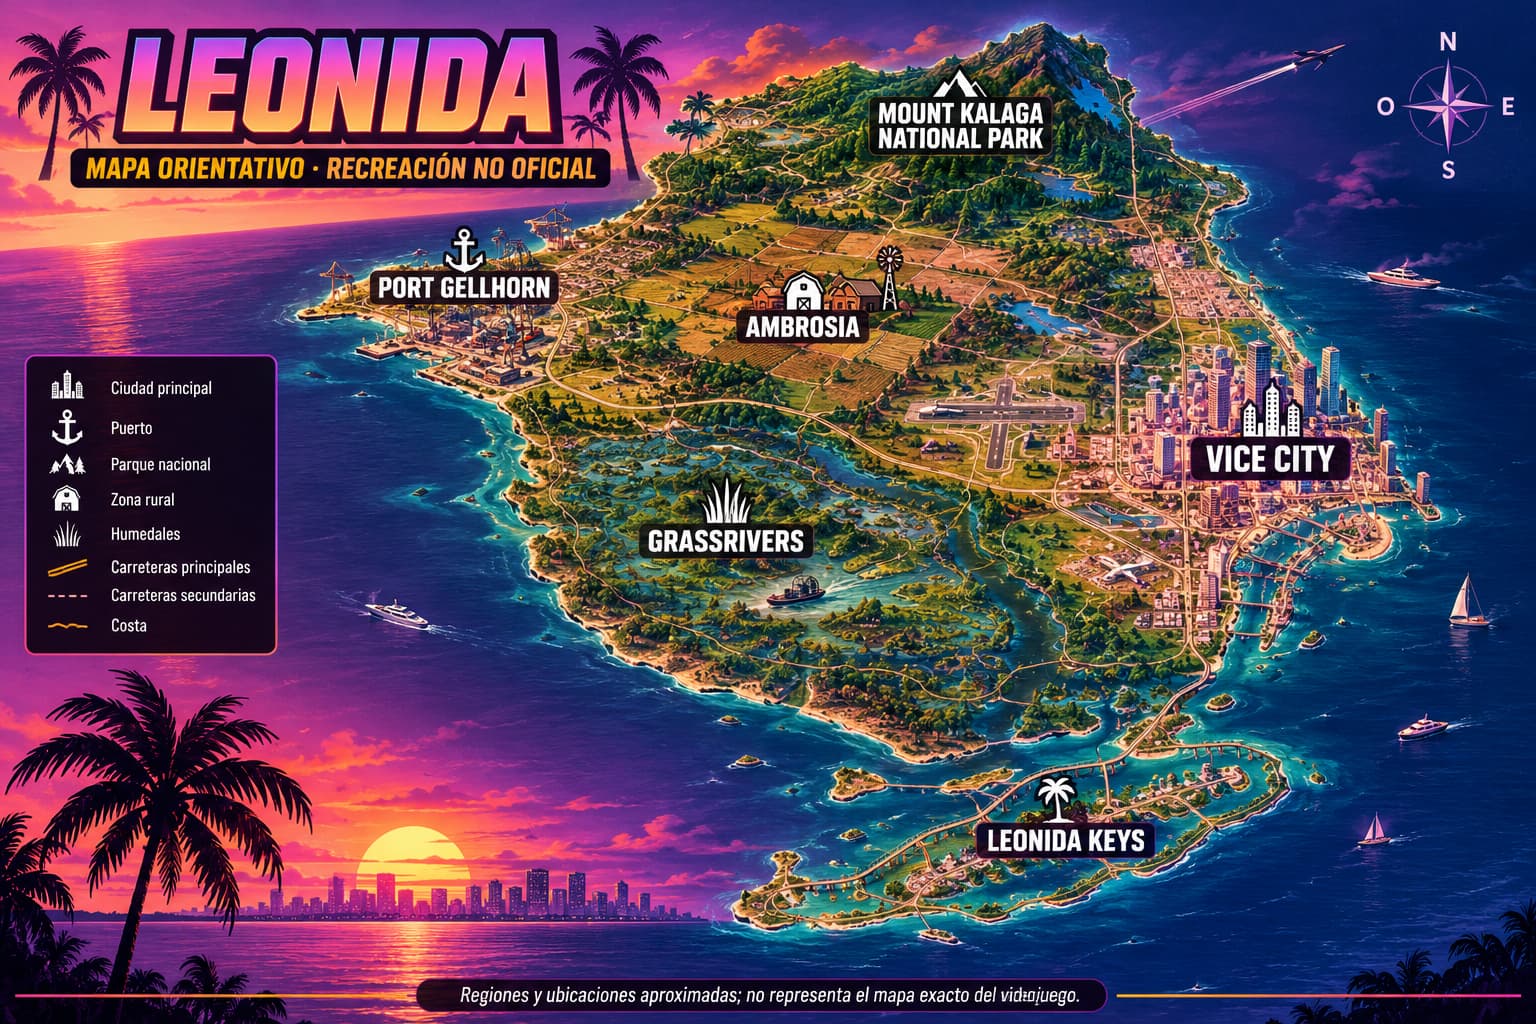 LEONIDA
MAPA ORIENTATIVO · RECREACIÓN NO OFICIAL
N
O
E
S
MOUNT KALAGA
NATIONAL PARK
PORT GELLHORN
AMBROSIA
VICE CITY
GRASSRIVERS
LEONIDA KEYS
Ciudad principal
Puerto
Parque nacional
Zona rural
Humedales
Carreteras principales
Carreteras secundarias
Costa
Regiones y ubicaciones aproximadas; no representa el mapa exacto del